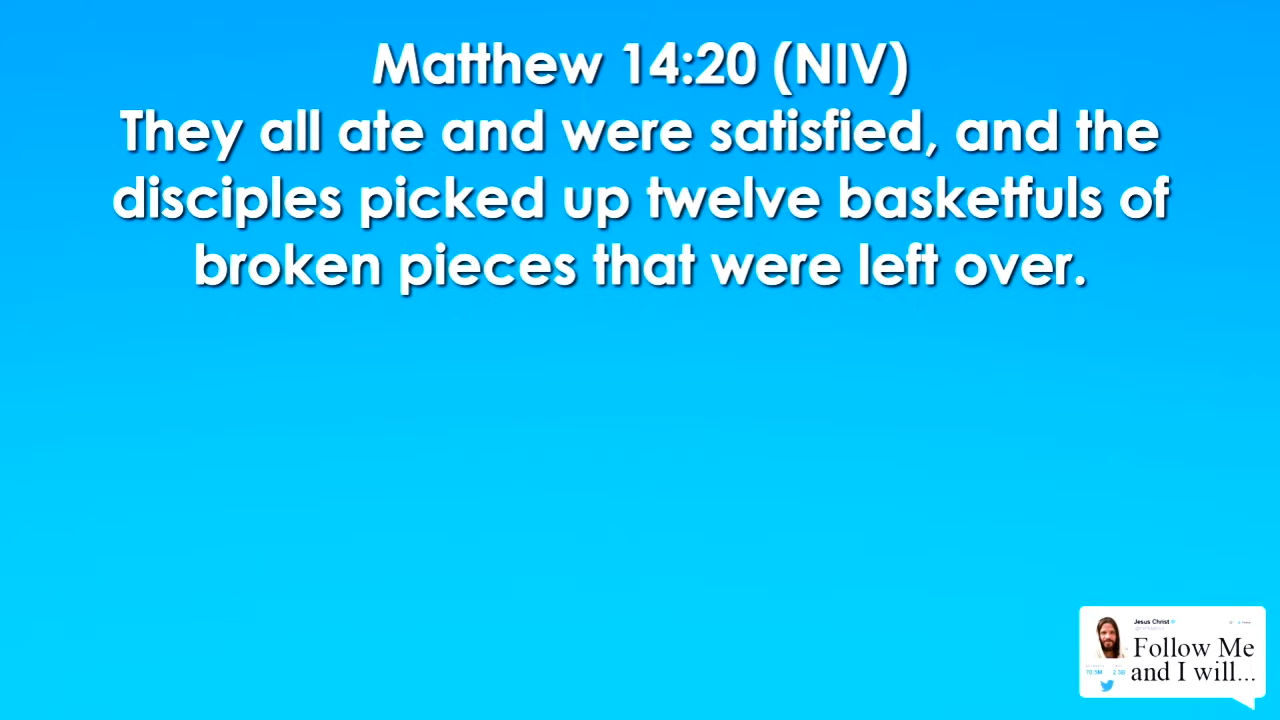 Matthew 14:20 (NIV)
They all ate and were satisfied, and the
disciples picked up twelve basketfuls of
broken pieces that were left over.
Jesus Christ
Follow Me
and I will...